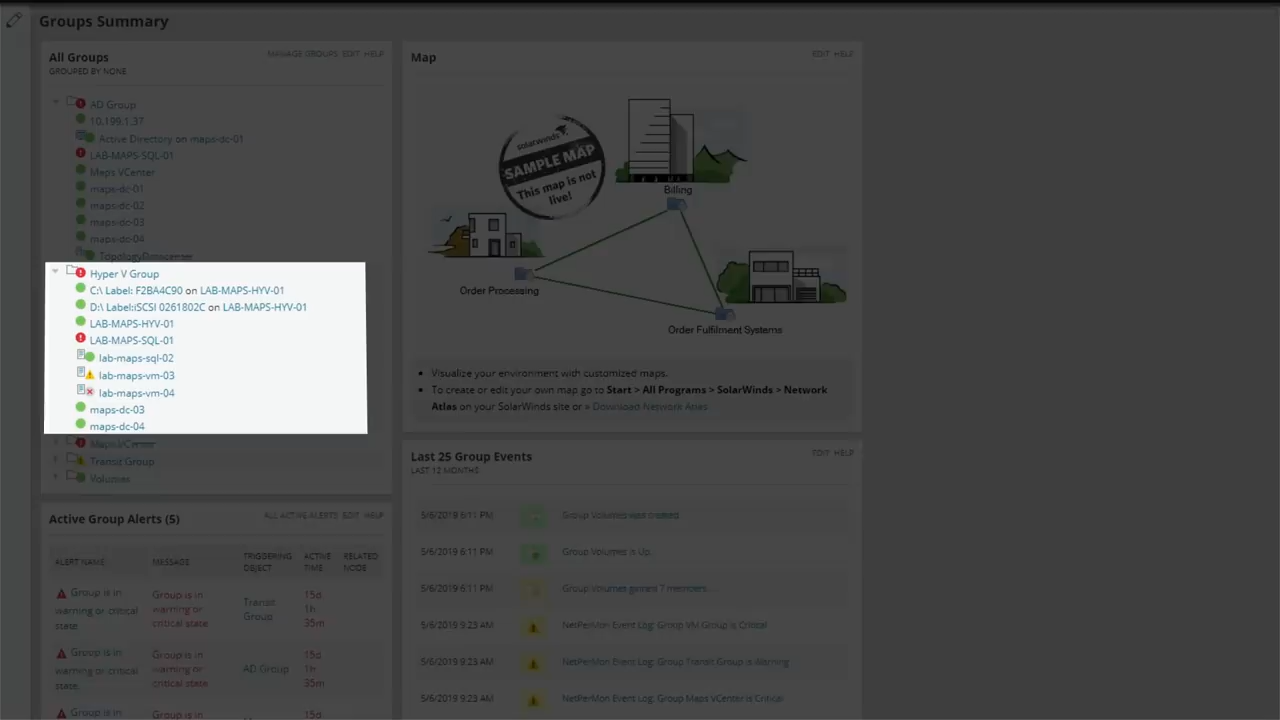 Groups Summary
All Groups
MANAGE GROUPS EDIT HELP
GROUPED BY NONE
AD Group
10.199.1.37
Active Directory on maps-dc-01
LAB-MAPS-SQL-01
Maps VCenter
maps-dc-01
maps-dc-02
maps-dc-03
maps-dc-04
TopologyDatacenter
Hyper V Group
C:\ Label: F2BA4C90 on LAB-MAPS-HYV-01
D:\ Label:iSCSI 0261802C on LAB-MAPS-HYV-01
LAB-MAPS-HYV-01
LAB-MAPS-SQL-01
lab-maps-sql-02
lab-maps-vm-03
lab-maps-vm-04
maps-dc-03
maps-dc-04
Maps VCenter
Transit Group
Volumes
Active Group Alerts (5)
ALL ACTIVE ALERTS EDIT HELP
ALERT NAME MESSAGE TRIGGERING OBJECT ACTIVE TIME RELATED NODE
Group is in Group is in Transit 15d
warning or critical warning or Group 1h
state. critical state 35m
Group is in Group is in AD Group 15d
warning or critical warning or 1h
state. critical state 35m
Group is in Group is in 15d
Map
EDIT HELP
solarwinds
SAMPLE MAP
This map is not
live!
Billing
Order Processing
Order Fulfilment Systems
Visualize your environment with customized maps.
To create or edit your own map go to Start > All Programs > SolarWinds > Network
Atlas on your SolarWinds site or » Download Network Atlas
Last 25 Group Events
EDIT HELP
LAST 12 MONTHS
5/6/2019 6:11 PM Group Volumes was created.
5/6/2019 6:11 PM Group Volumes is Up.
5/6/2019 6:11 PM Group Volumes gained 7 members...
5/6/2019 9:23 AM NetPerfMon Event Log: Group VM Group is Critical
5/6/2019 9:23 AM NetPerfMon Event Log: Group Transit Group is Warning
5/6/2019 9:23 AM NetPerfMon Event Log: Group Maps VCenter is Critical